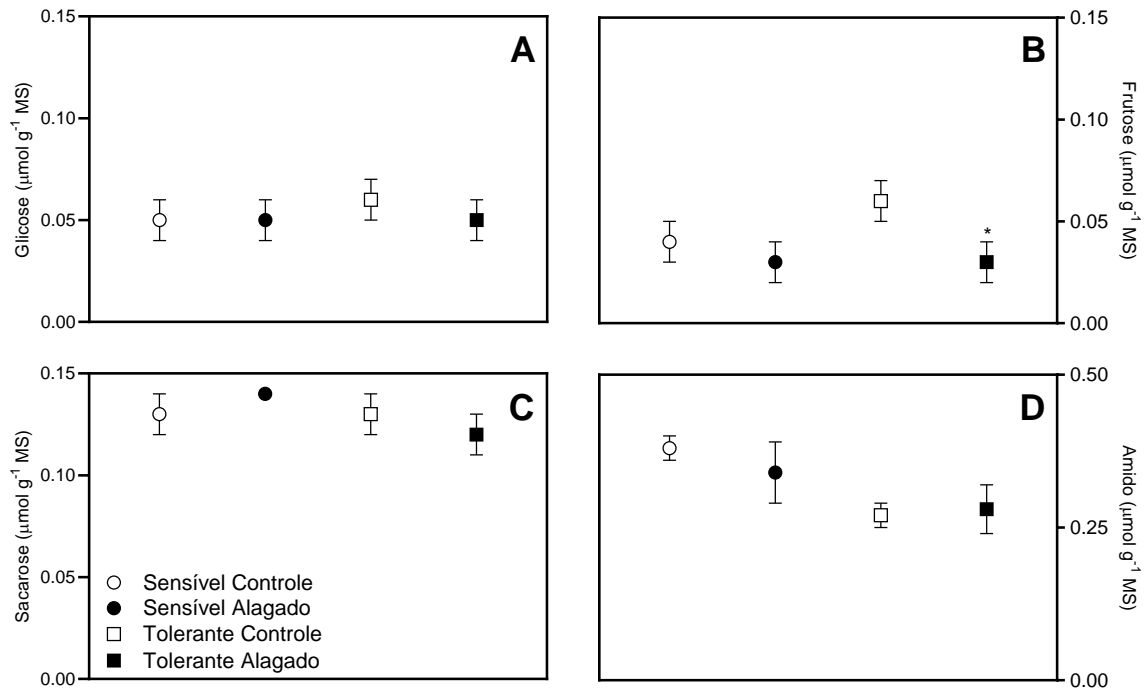 A
Glicose (μmol g-1 MS)
0.15
0.10
0.05
0.00
B
Frutose (μmol g-1 MS)
0.15
0.10
0.05
0.00
*
C
Sacarose (μmol g-1 MS)
0.15
0.10
0.05
0.00
Sensível Controle
Sensível Alagado
Tolerante Controle
Tolerante Alagado
D
Amido (μmol g-1 MS)
0.50
0.25
0.00